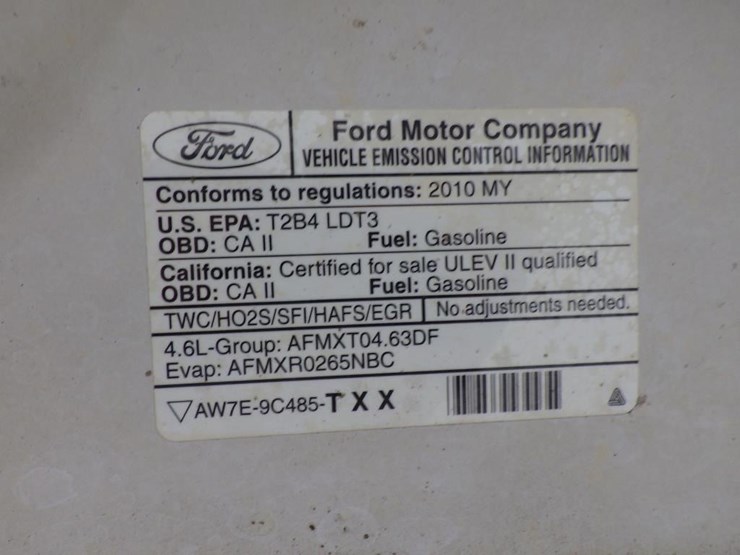 Ford
Ford Motor Company
VEHICLE EMISSION CONTROL INFORMATION
Conforms to regulations: 2010 MY
U.S. EPA: T2B4 LDT3
OBD: CA II Fuel: Gasoline
California: Certified for sale ULEV II qualified
OBD: CA II Fuel: Gasoline
TWC/HO2S/SFI/HAFS/EGR No adjustments needed.
4.6L-Group: AFMXT04.63DF
Evap: AFMXR0265NBC
AW7E-9C485-T X X